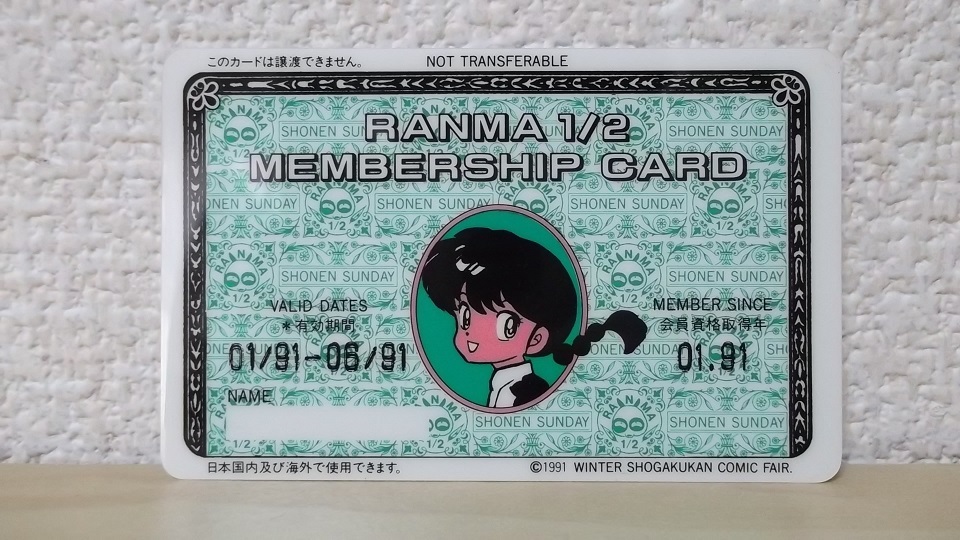 このカードは譲渡できません。 NOT TRANSFERABLE
RANMA 1/2
MEMBERSHIP CARD
SHONEN SUNDAY
RANMA 1/2
VALID DATES
*有効期間
01/91-06/91
MEMBER SINCE
会員資格取得年
01.91
NAME
日本国内及び海外で使用できます。 ©1991 WINTER SHOGAKUKAN COMIC FAIR.